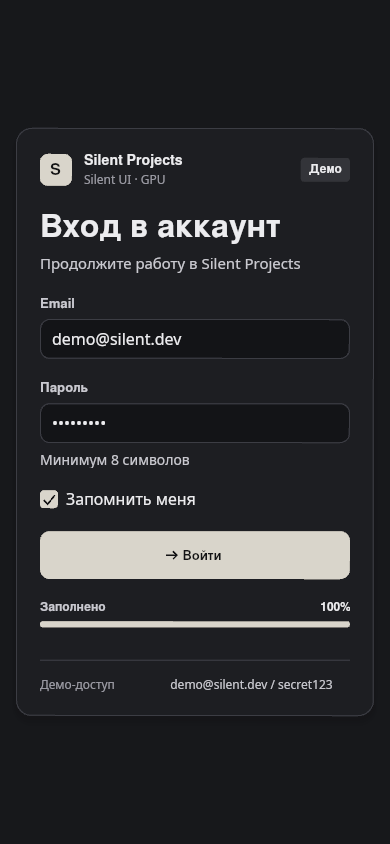 S
Silent Projects
Silent UI · GPU
Демо
Вход в аккаунт
Продолжите работу в Silent Projects
Email
demo@silent.dev
Пароль
•••••••••
Минимум 8 символов
Запомнить меня
→ Войти
Заполнено 100%
Демо-доступ demo@silent.dev / secret123